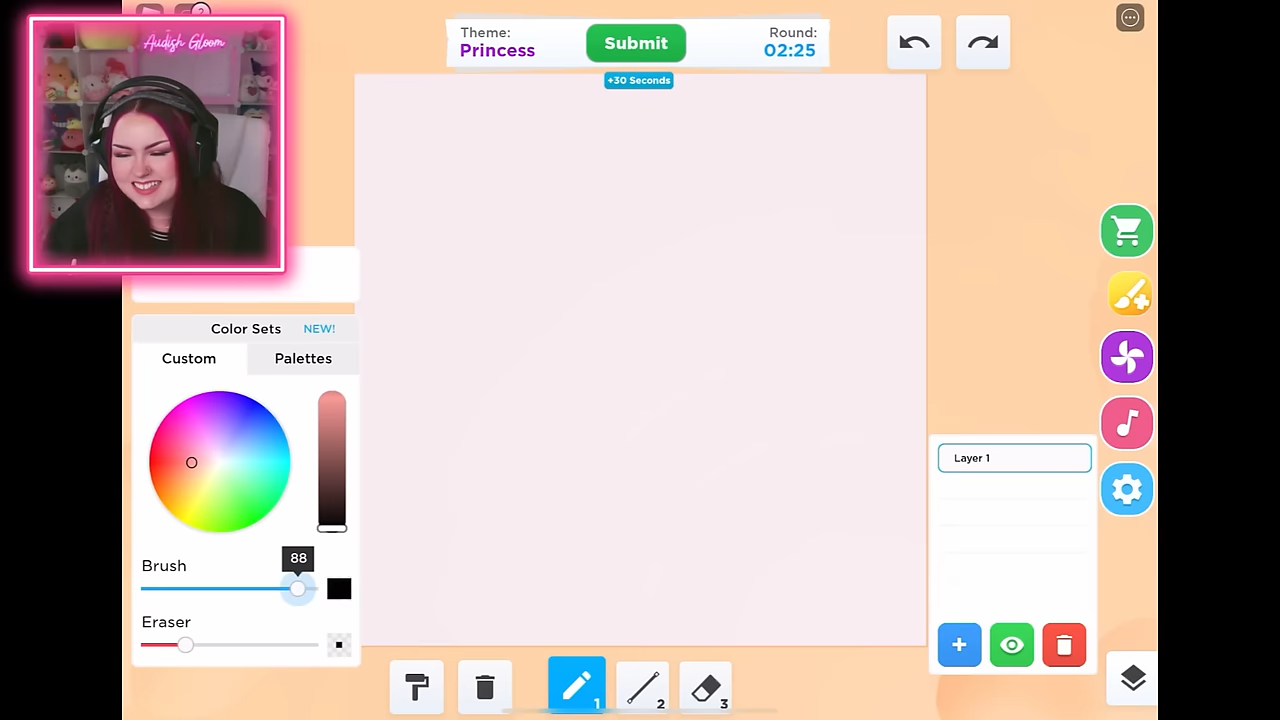 Audish Gloom
Theme:
Princess
Submit
Round:
02:25
+30 Seconds
Color Sets NEW!
Custom
Palettes
Layer 1
88
Brush
Eraser
1
2
3